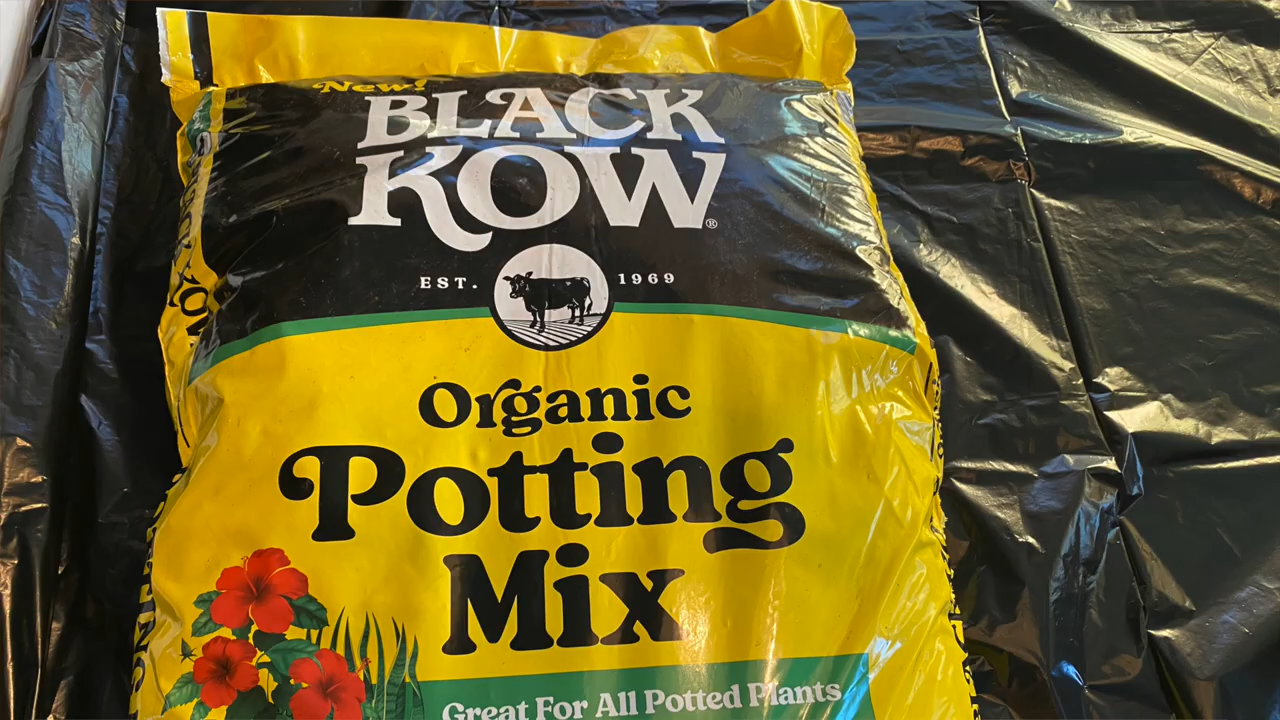 New!
BLACK
KOW®
EST. 1969
Organic
Potting
Mix
Great For All Potted Plants